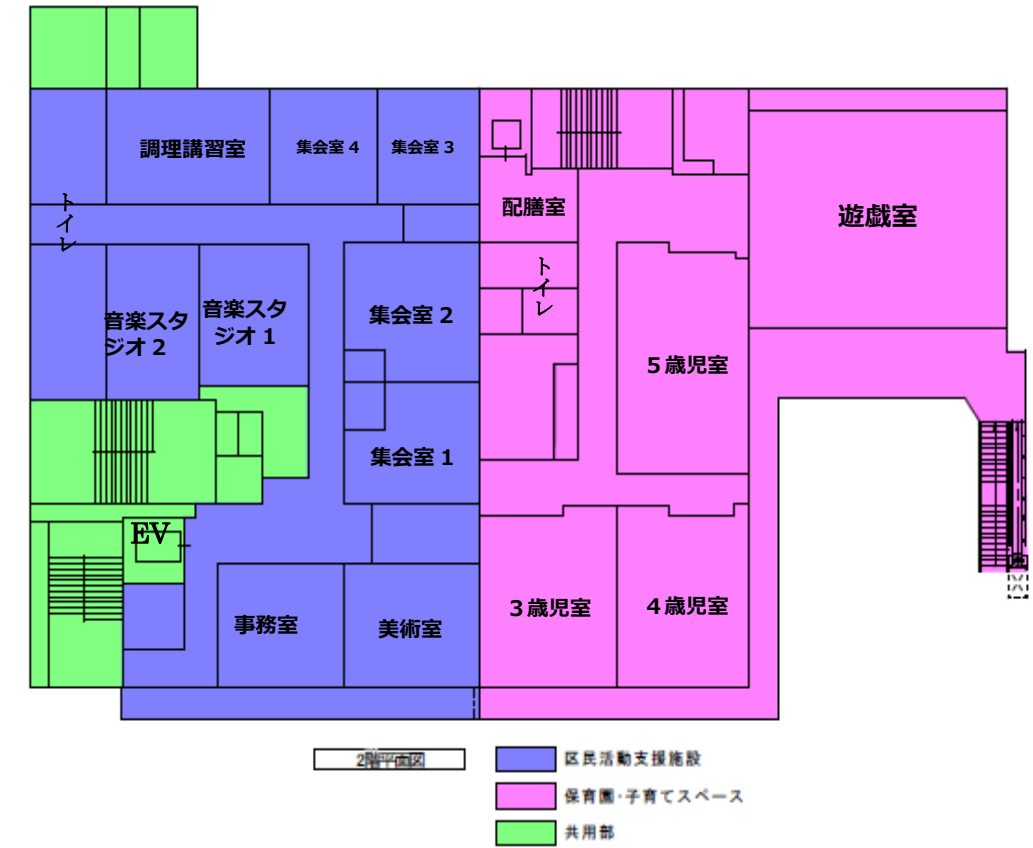 調理講習室
集会室４
集会室３
トイレ
配膳室
遊戯室
トイレ
音楽スタ
ジオ２
音楽スタ
ジオ１
集会室２
５歳児室
集会室１
EV
事務室
美術室
３歳児室
４歳児室
2階平面図
区民活動支援施設
保育園・子育てスペース
共用部